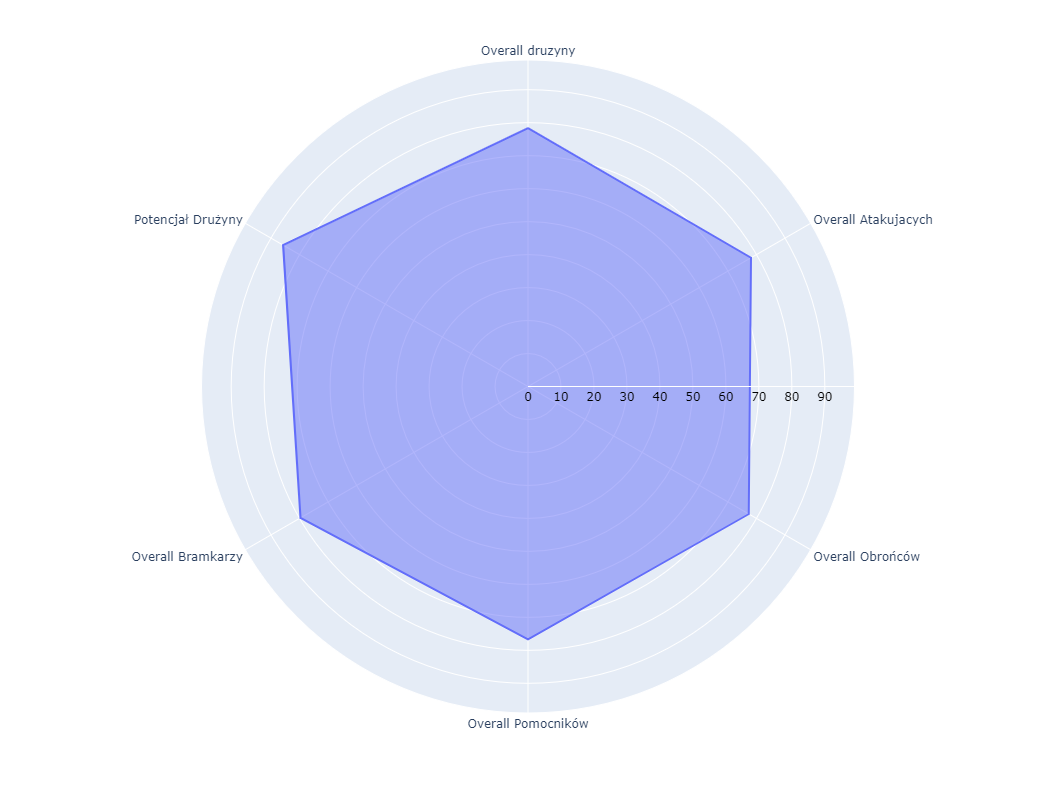 Overall druzyny
Potencjał Drużyny
Overall Atakujacych
0 10 20 30 40 50 60 70 80 90
Overall Bramkarzy
Overall Obrońców
Overall Pomocników